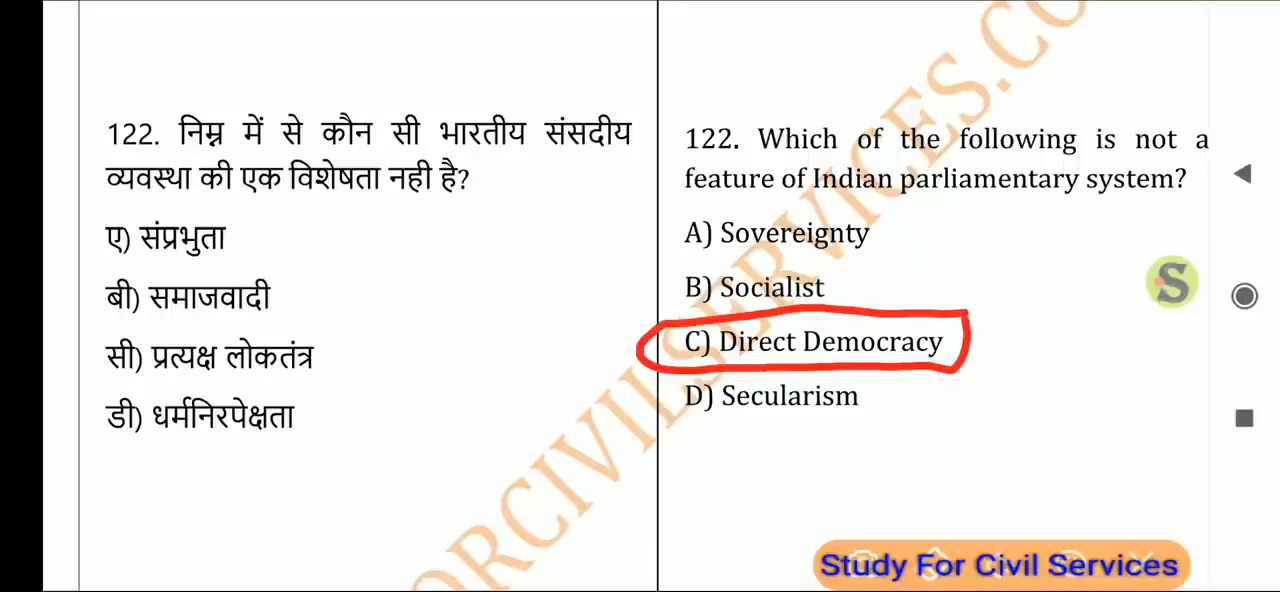 122. निम्न में से कौन सी भारतीय संसदीय
व्यवस्था की एक विशेषता नही है?
ए) संप्रभुता
बी) समाजवादी
सी) प्रत्यक्ष लोकतंत्र
डी) धर्मनिरपेक्षता
122. Which of the following is not a
feature of Indian parliamentary system?
A) Sovereignty
B) Socialist
C) Direct Democracy
D) Secularism
ORCIVILSERVICES.CO
S
Study For Civil Services